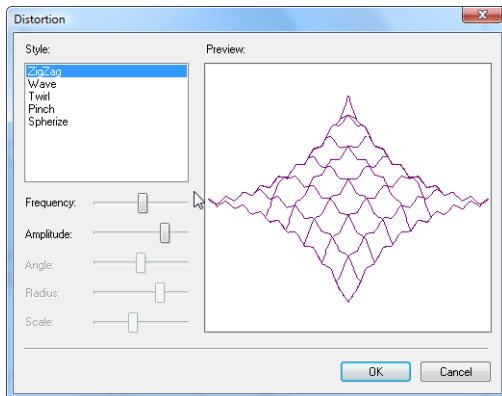 Distortion
Style:
Preview:
ZigZag
Wave
Twirl
Pinch
Spherize
Frequency:
Amplitude:
Angle:
Radius:
Scale:
OK
Cancel